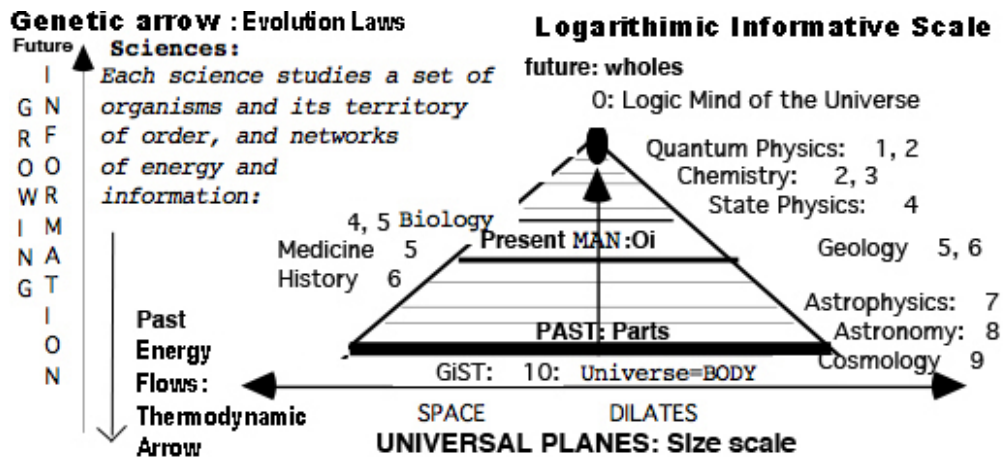 Genetic arrow : Evolution Laws
Future
GROWING
INFORMATION
Sciences:
Each science studies a set of
organisms and its territory
of order, and networks
of energy and
information:
Past
Energy
Flows:
Thermodynamic
Arrow
Logarithimic Informative Scale
future: wholes
0: Logic Mind of the Universe
Quantum Physics: 1, 2
Chemistry: 2, 3
State Physics: 4
4, 5 Biology
Present MAN:Oi
Medicine 5
History 6
Geology 5, 6
Astrophysics: 7
PAST: Parts
Astronomy: 8
Cosmology 9
GiST: 10: Universe=BODY
SPACE DILATES
UNIVERSAL PLANES: SIze scale